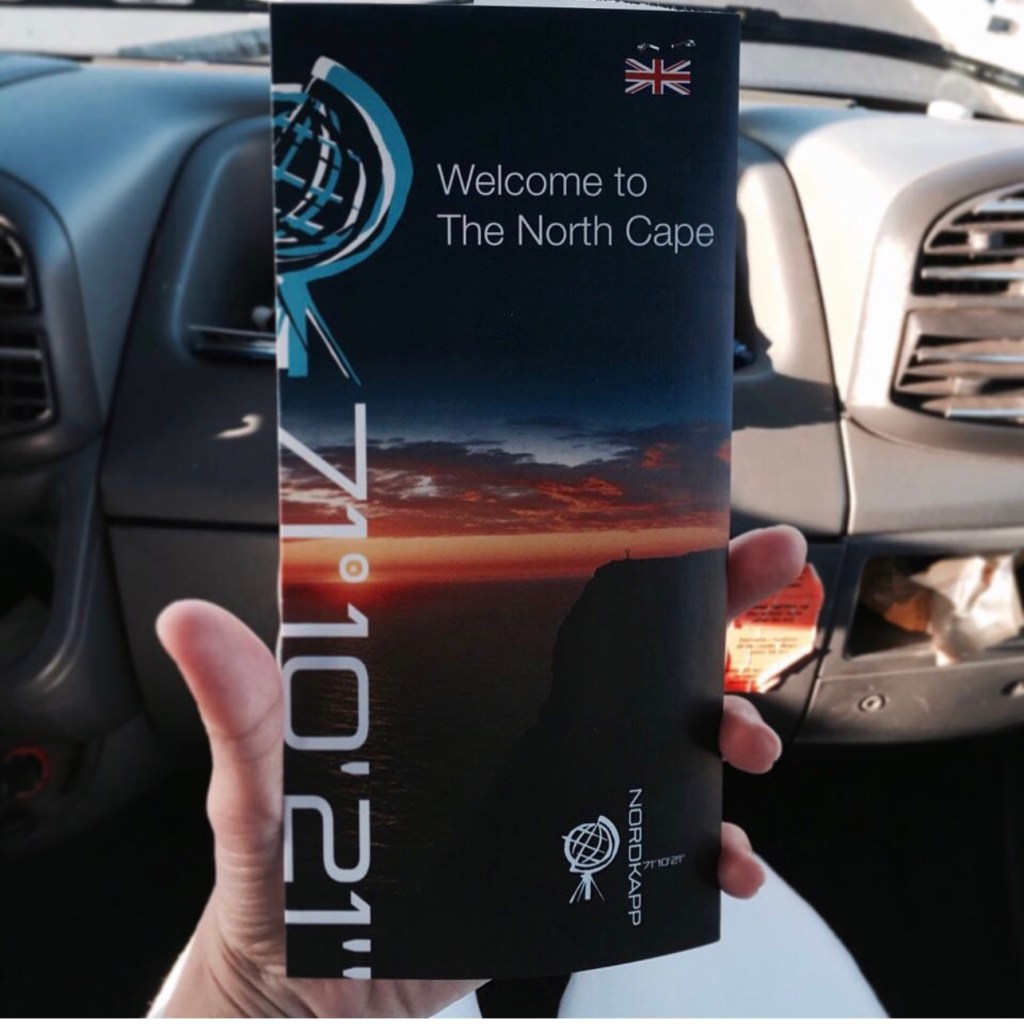 Welcome to
The North Cape
71°10'21"
NORDKAPP
71°10'21"